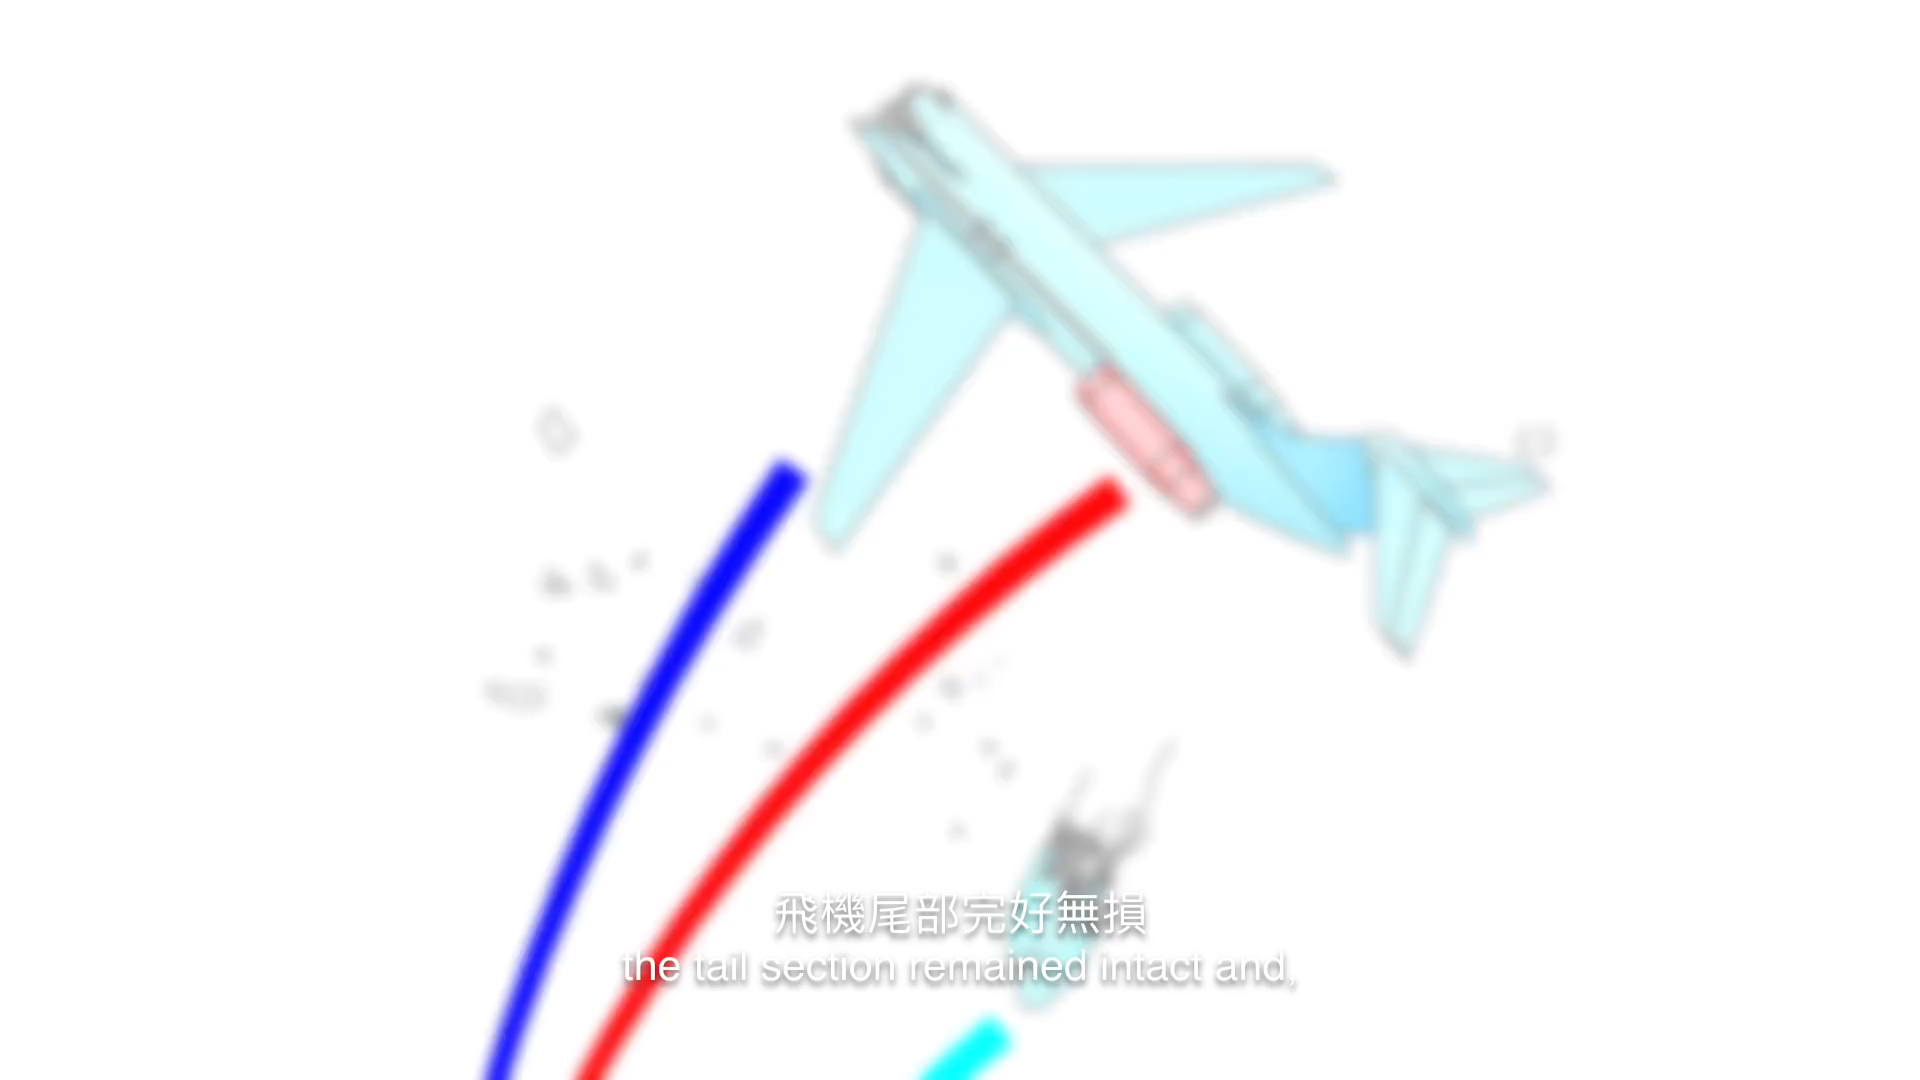 飛機尾部完好無損
the tail section remained intact and,